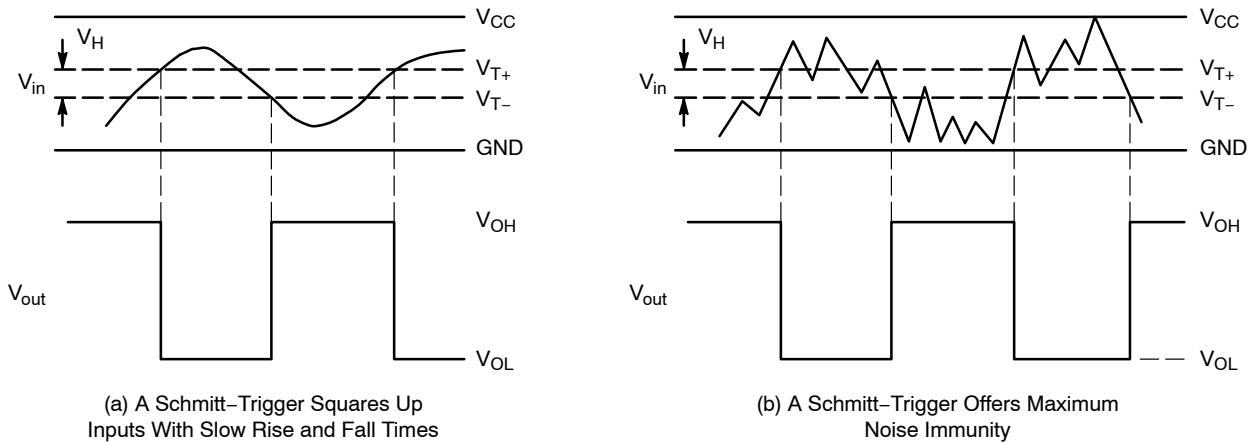 V_CC
V_H
V_in
V_T+
V_T−
GND
V_OH
V_out
V_OL
(a) A Schmitt−Trigger Squares Up
Inputs With Slow Rise and Fall Times
V_CC
V_H
V_in
V_T+
V_T−
GND
V_OH
V_out
V_OL
(b) A Schmitt−Trigger Offers Maximum
Noise Immunity